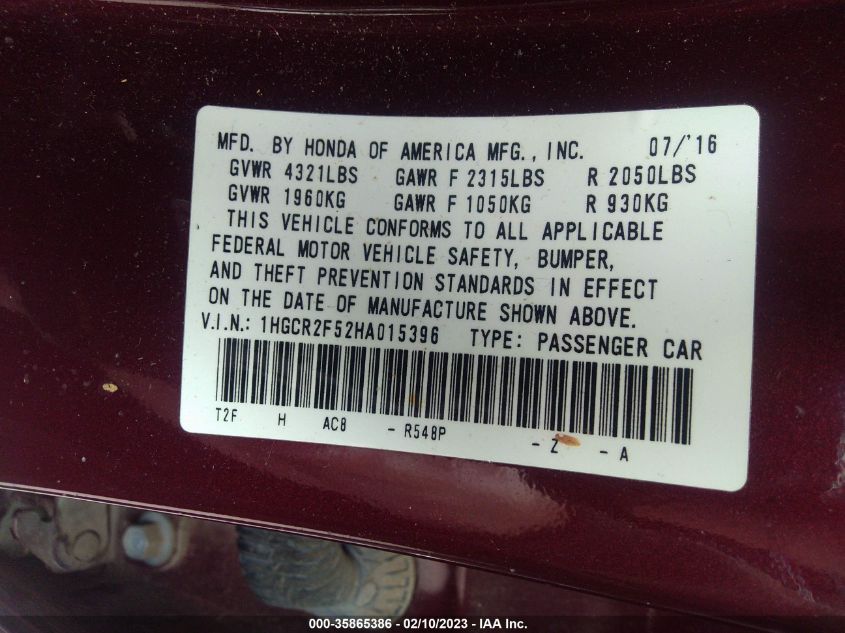 MFD. BY HONDA OF AMERICA MFG., INC. 07/'16
GVWR 4321LBS GAWR F 2315LBS R 2050LBS
GVWR 1960KG GAWR F 1050KG R 930KG
THIS VEHICLE CONFORMS TO ALL APPLICABLE
FEDERAL MOTOR VEHICLE SAFETY, BUMPER,
AND THEFT PREVENTION STANDARDS IN EFFECT
ON THE DATE OF MANUFACTURE SHOWN ABOVE.
V.I.N.: 1HGCR2F52HA015396 TYPE: PASSENGER CAR
T2F H AC8 - R548P - Z - A
000-35865386 - 02/10/2023 - IAA Inc.